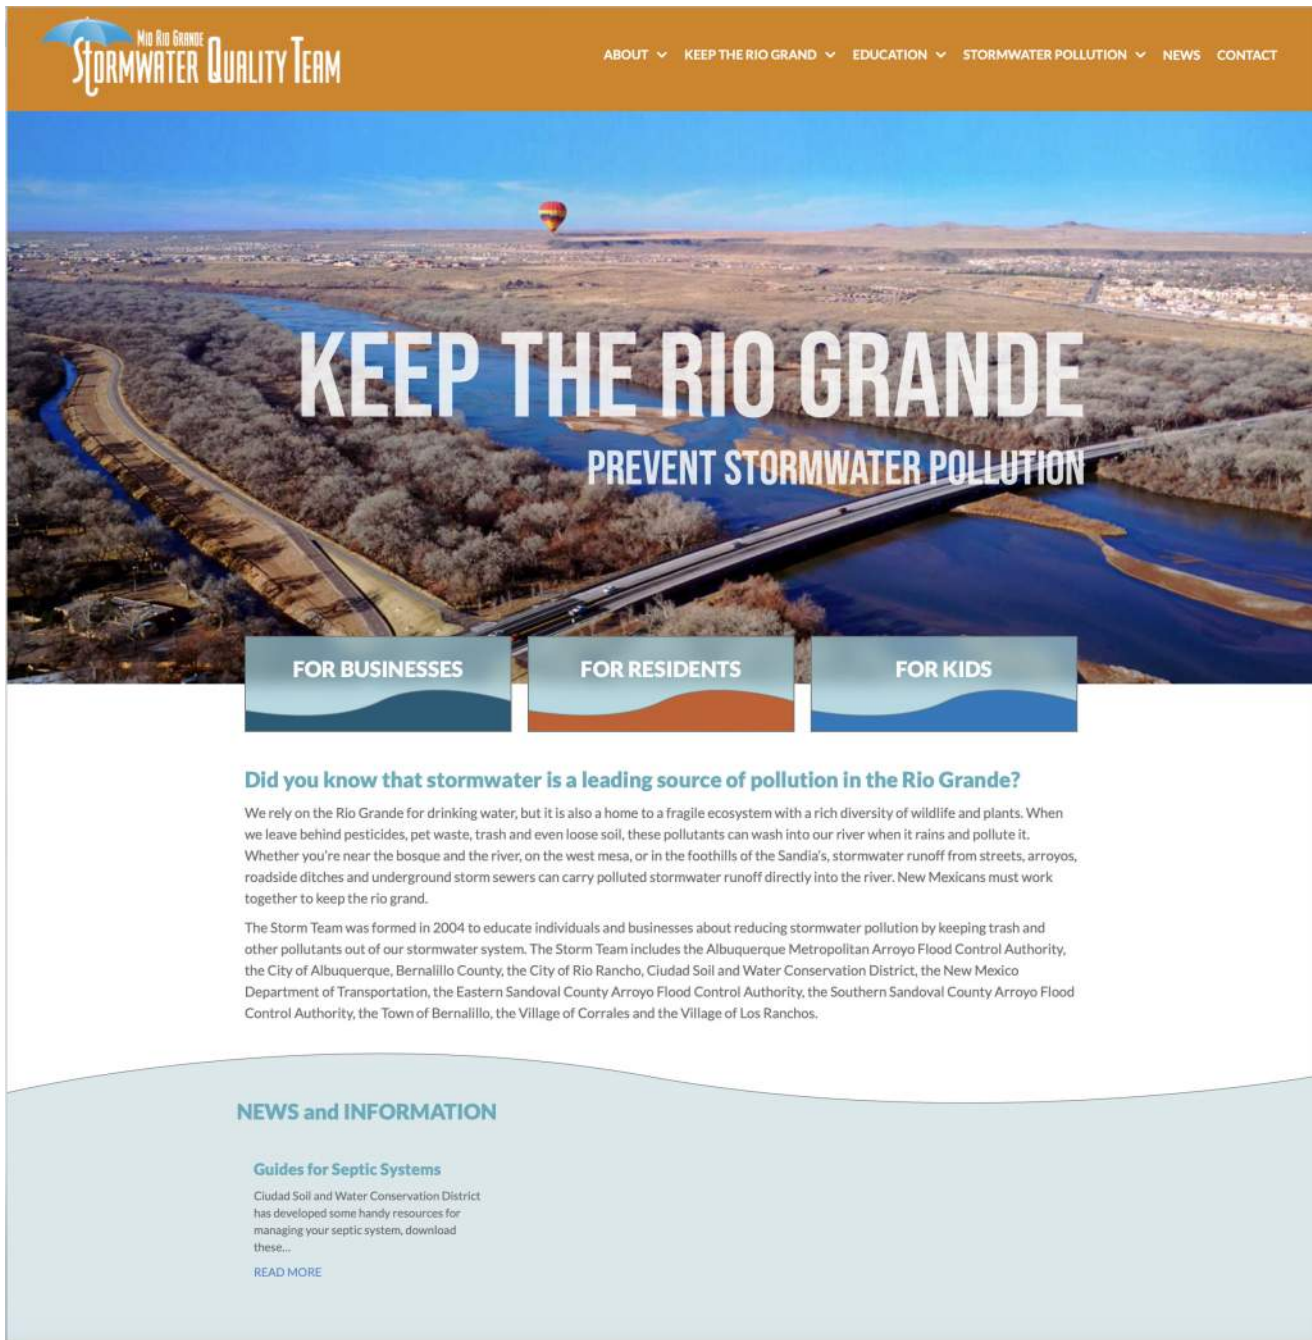 MID RIO GRANDE
STORMWATER QUALITY TEAM
ABOUT
KEEP THE RIO GRAND
EDUCATION
STORMWATER POLLUTION
NEWS
CONTACT
KEEP THE RIO GRANDE
PREVENT STORMWATER POLLUTION
FOR BUSINESSES
FOR RESIDENTS
FOR KIDS
Did you know that stormwater is a leading source of pollution in the Rio Grande?
We rely on the Rio Grande for drinking water, but it is also a home to a fragile ecosystem with a rich diversity of wildlife and plants. When
we leave behind pesticides, pet waste, trash and even loose soil, these pollutants can wash into our river when it rains and pollute it.
Whether you're near the bosque and the river, on the west mesa, or in the foothills of the Sandia's, stormwater runoff from streets, arroyos,
roadside ditches and underground storm sewers can carry polluted stormwater runoff directly into the river. New Mexicans must work
together to keep the rio grand.
The Storm Team was formed in 2004 to educate individuals and businesses about reducing stormwater pollution by keeping trash and
other pollutants out of our stormwater system. The Storm Team includes the Albuquerque Metropolitan Arroyo Flood Control Authority,
the City of Albuquerque, Bernalillo County, the City of Rio Rancho, Ciudad Soil and Water Conservation District, the New Mexico
Department of Transportation, the Eastern Sandoval County Arroyo Flood Control Authority, the Southern Sandoval County Arroyo Flood
Control Authority, the Town of Bernalillo, the Village of Corrales and the Village of Los Ranchos.
NEWS and INFORMATION
Guides for Septic Systems
Ciudad Soil and Water Conservation District
has developed some handy resources for
managing your septic system, download
these...
READ MORE